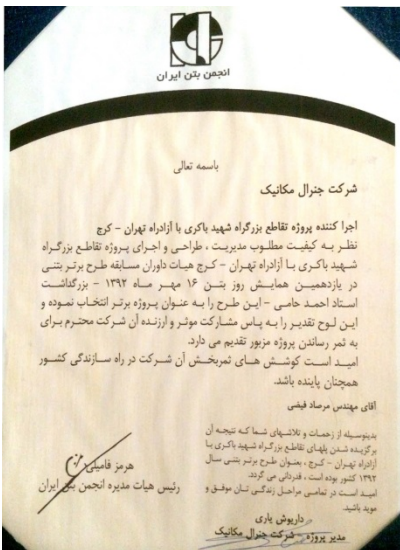 انجمن بتن ایران
باسمه تعالی
شرکت جنرال مکانیک
اجرا کننده پروژه تقاطع بزرگراه شهید باکری با آزادراه تهران - کرج
نظر به کیفیت مطلوب مدیریت ، طراحی و اجرای پروژه تقاطع بزرگراه
شهید باکری با آزادراه تهران - کرج هیات داوران مسابقه طرح برتر بتنی
در یازدهمین همایش روز بتن ۱۶ مهر ماه ۱۳۹۲ - بزرگداشت
استاد احمد حامی - این طرح را به عنوان پروژه برتر انتخاب نموده و
این لوح تقدیر را به پاس مشارکت موثر و ارزنده آن شرکت محترم برای
به ثمر رساندن پروژه مزبور تقدیم می دارد.
امید است کوشش های ثمربخش آن شرکت در راه سازندگی کشور
همچنان پاینده باشد.
آقای مهندس مرصاد فیضی
بدینوسیله از زحمات و تلاشهای شما که نتیجه آن
برگزیده شدن پلهای تقاطع بزرگراه شهید باکری با
آزادراه تهران - کرج ، بعنوان طرح برتر بتنی سال
۱۳۹۲ کشور بوده است ، قدردانی می گردد.
امید است در تمامی مراحل زندگی تان موفق و
موید باشید.
داریوش یاری
مدیر پروژه - شرکت جنرال مکانیک
هرمز فامیلی
رئیس هیات مدیره انجمن بتن ایران